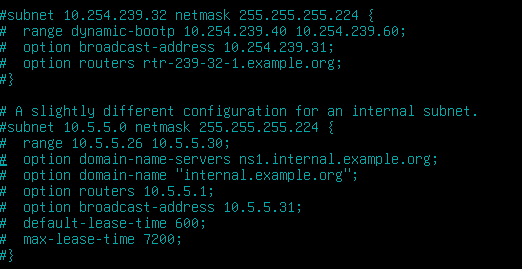 #subnet 10.254.239.32 netmask 255.255.255.224 {
#  range dynamic-bootp 10.254.239.40 10.254.239.60;
#  option broadcast-address 10.254.239.31;
#  option routers rtr-239-32-1.example.org;
#}

# A slightly different configuration for an internal subnet.
#subnet 10.5.5.0 netmask 255.255.255.224 {
#  range 10.5.5.26 10.5.5.30;
#  option domain-name-servers ns1.internal.example.org;
#  option domain-name "internal.example.org";
#  option routers 10.5.5.1;
#  option broadcast-address 10.5.5.31;
#  default-lease-time 600;
#  max-lease-time 7200;
#}